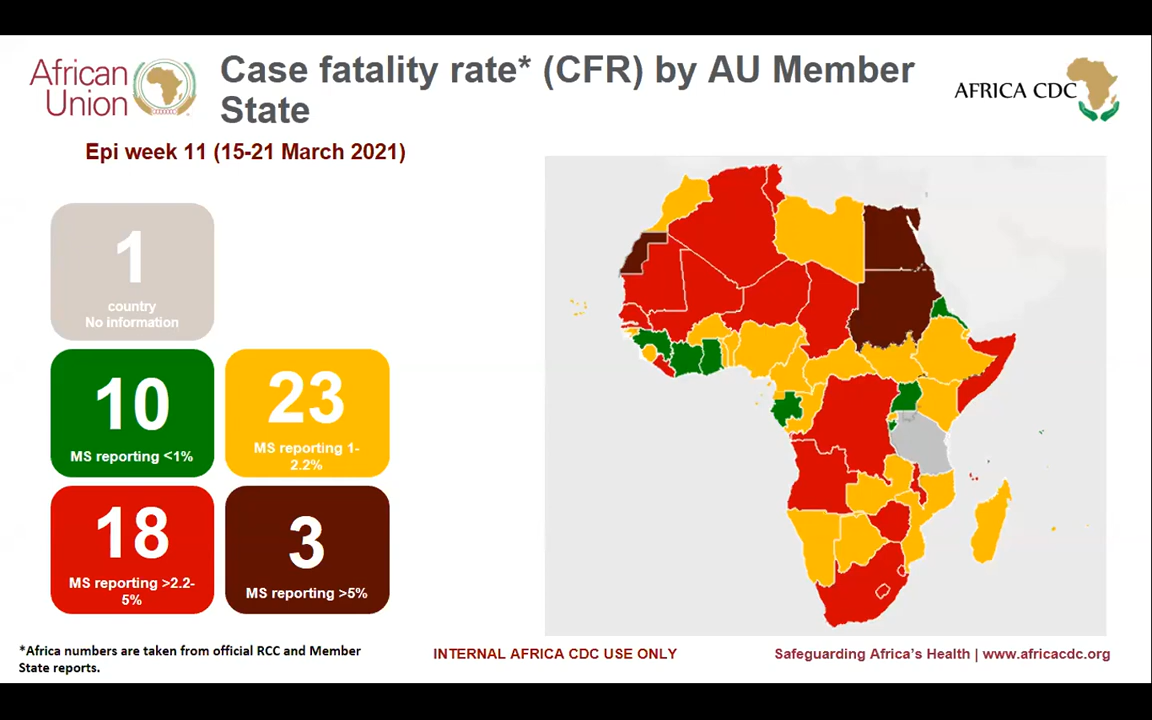 African
Union
Case fatality rate* (CFR) by AU Member
State
AFRICA CDC
Epi week 11 (15-21 March 2021)
1
country
No information
10
MS reporting <1%
23
MS reporting 1-
2.2%
18
MS reporting >2.2-
5%
3
MS reporting >5%
*Africa numbers are taken from official RCC and Member
State reports.
INTERNAL AFRICA CDC USE ONLY
Safeguarding Africa's Health | www.africacdc.org